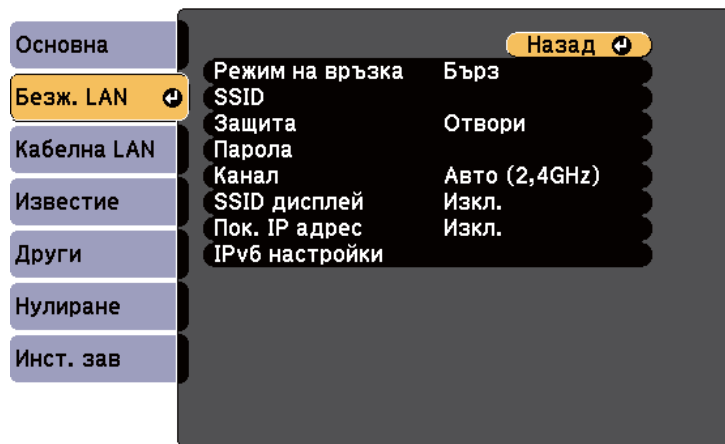 Основна
Безж. LAN
Кабелна LAN
Известие
Други
Нулиране
Инст. зав
Назад
Режим на връзка Бърз
SSID
Защита Отвори
Парола
Канал Авто (2,4GHz)
SSID дисплей Изкл.
Пок. IP адрес Изкл.
IPv6 настройки